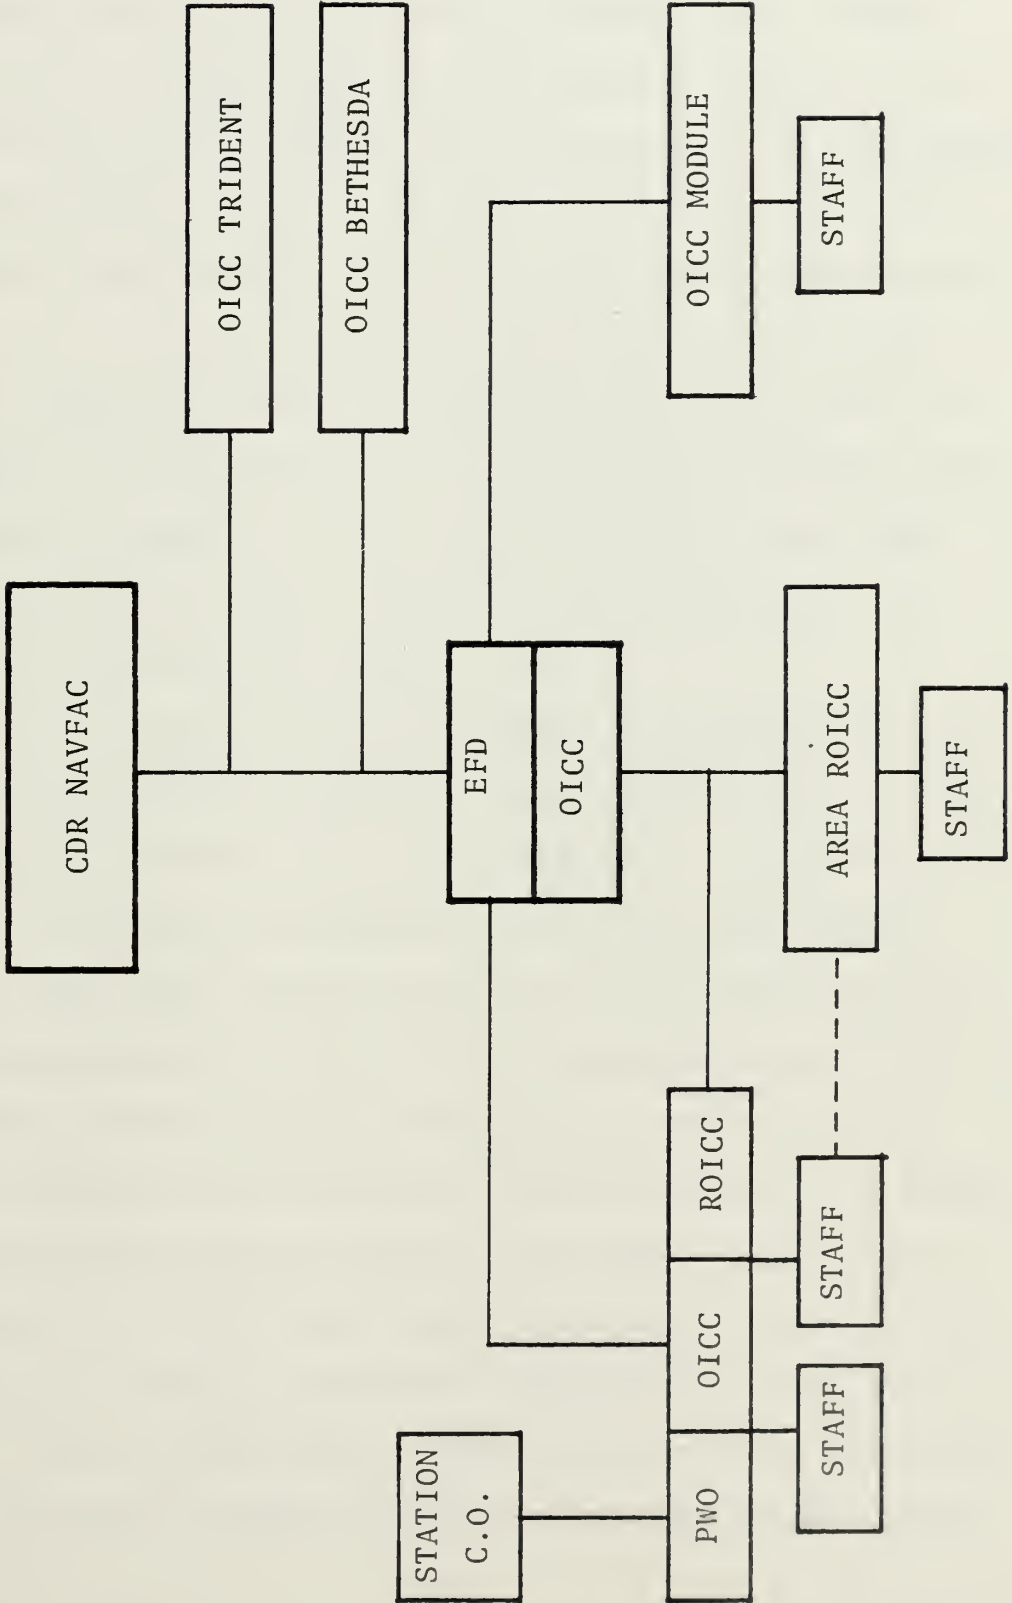 CDR NAVFAC
OICC TRIDENT
OICC BETHESDA
STATION
C.O.
EFD
OICC
PWO
OICC
ROICC
OICC MODULE
STAFF
STAFF
AREA ROICC
STAFF
STAFF